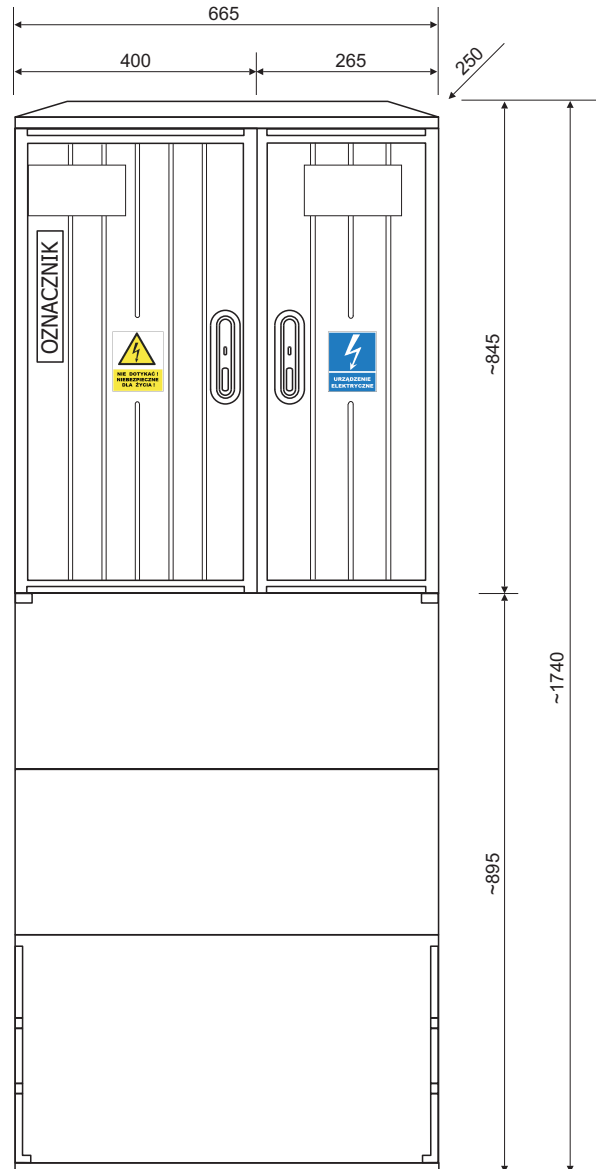 665
400
265
250
OZNACZNIK
NIE DOTYKAĆ !
NIEBEZPIECZNE
DLA ŻYCIA !
URZĄDZENIE
ELEKTRYCZNE
~845
~1740
~895